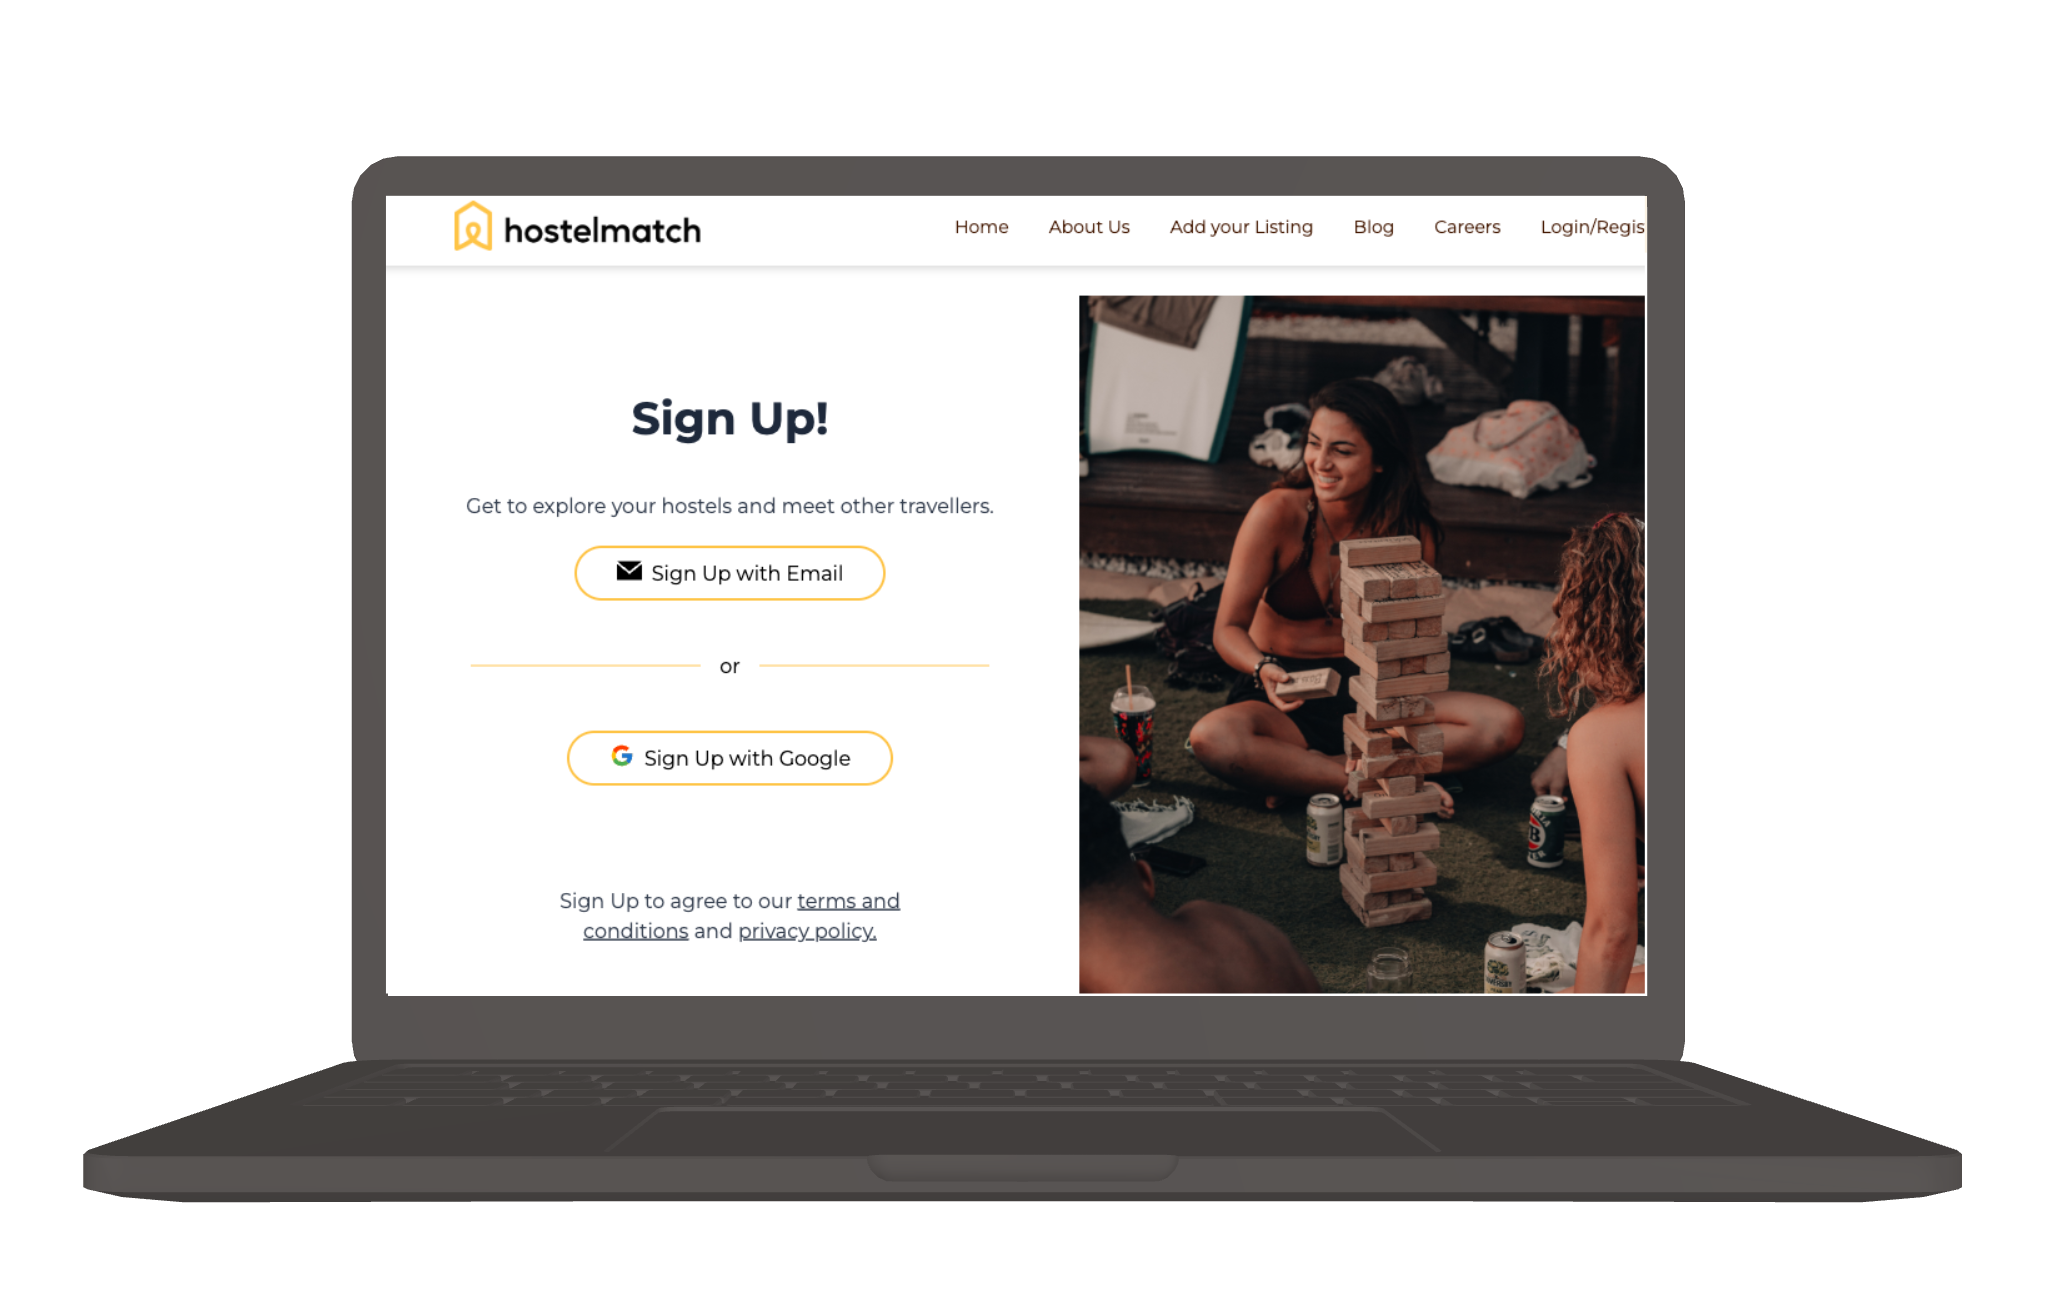 hostelmatch
Home About Us Add your Listing Blog Careers Login/Regis
Sign Up!
Get to explore your hostels and meet other travellers.
Sign Up with Email
or
Sign Up with Google
Sign Up to agree to our terms and
conditions and privacy policy.